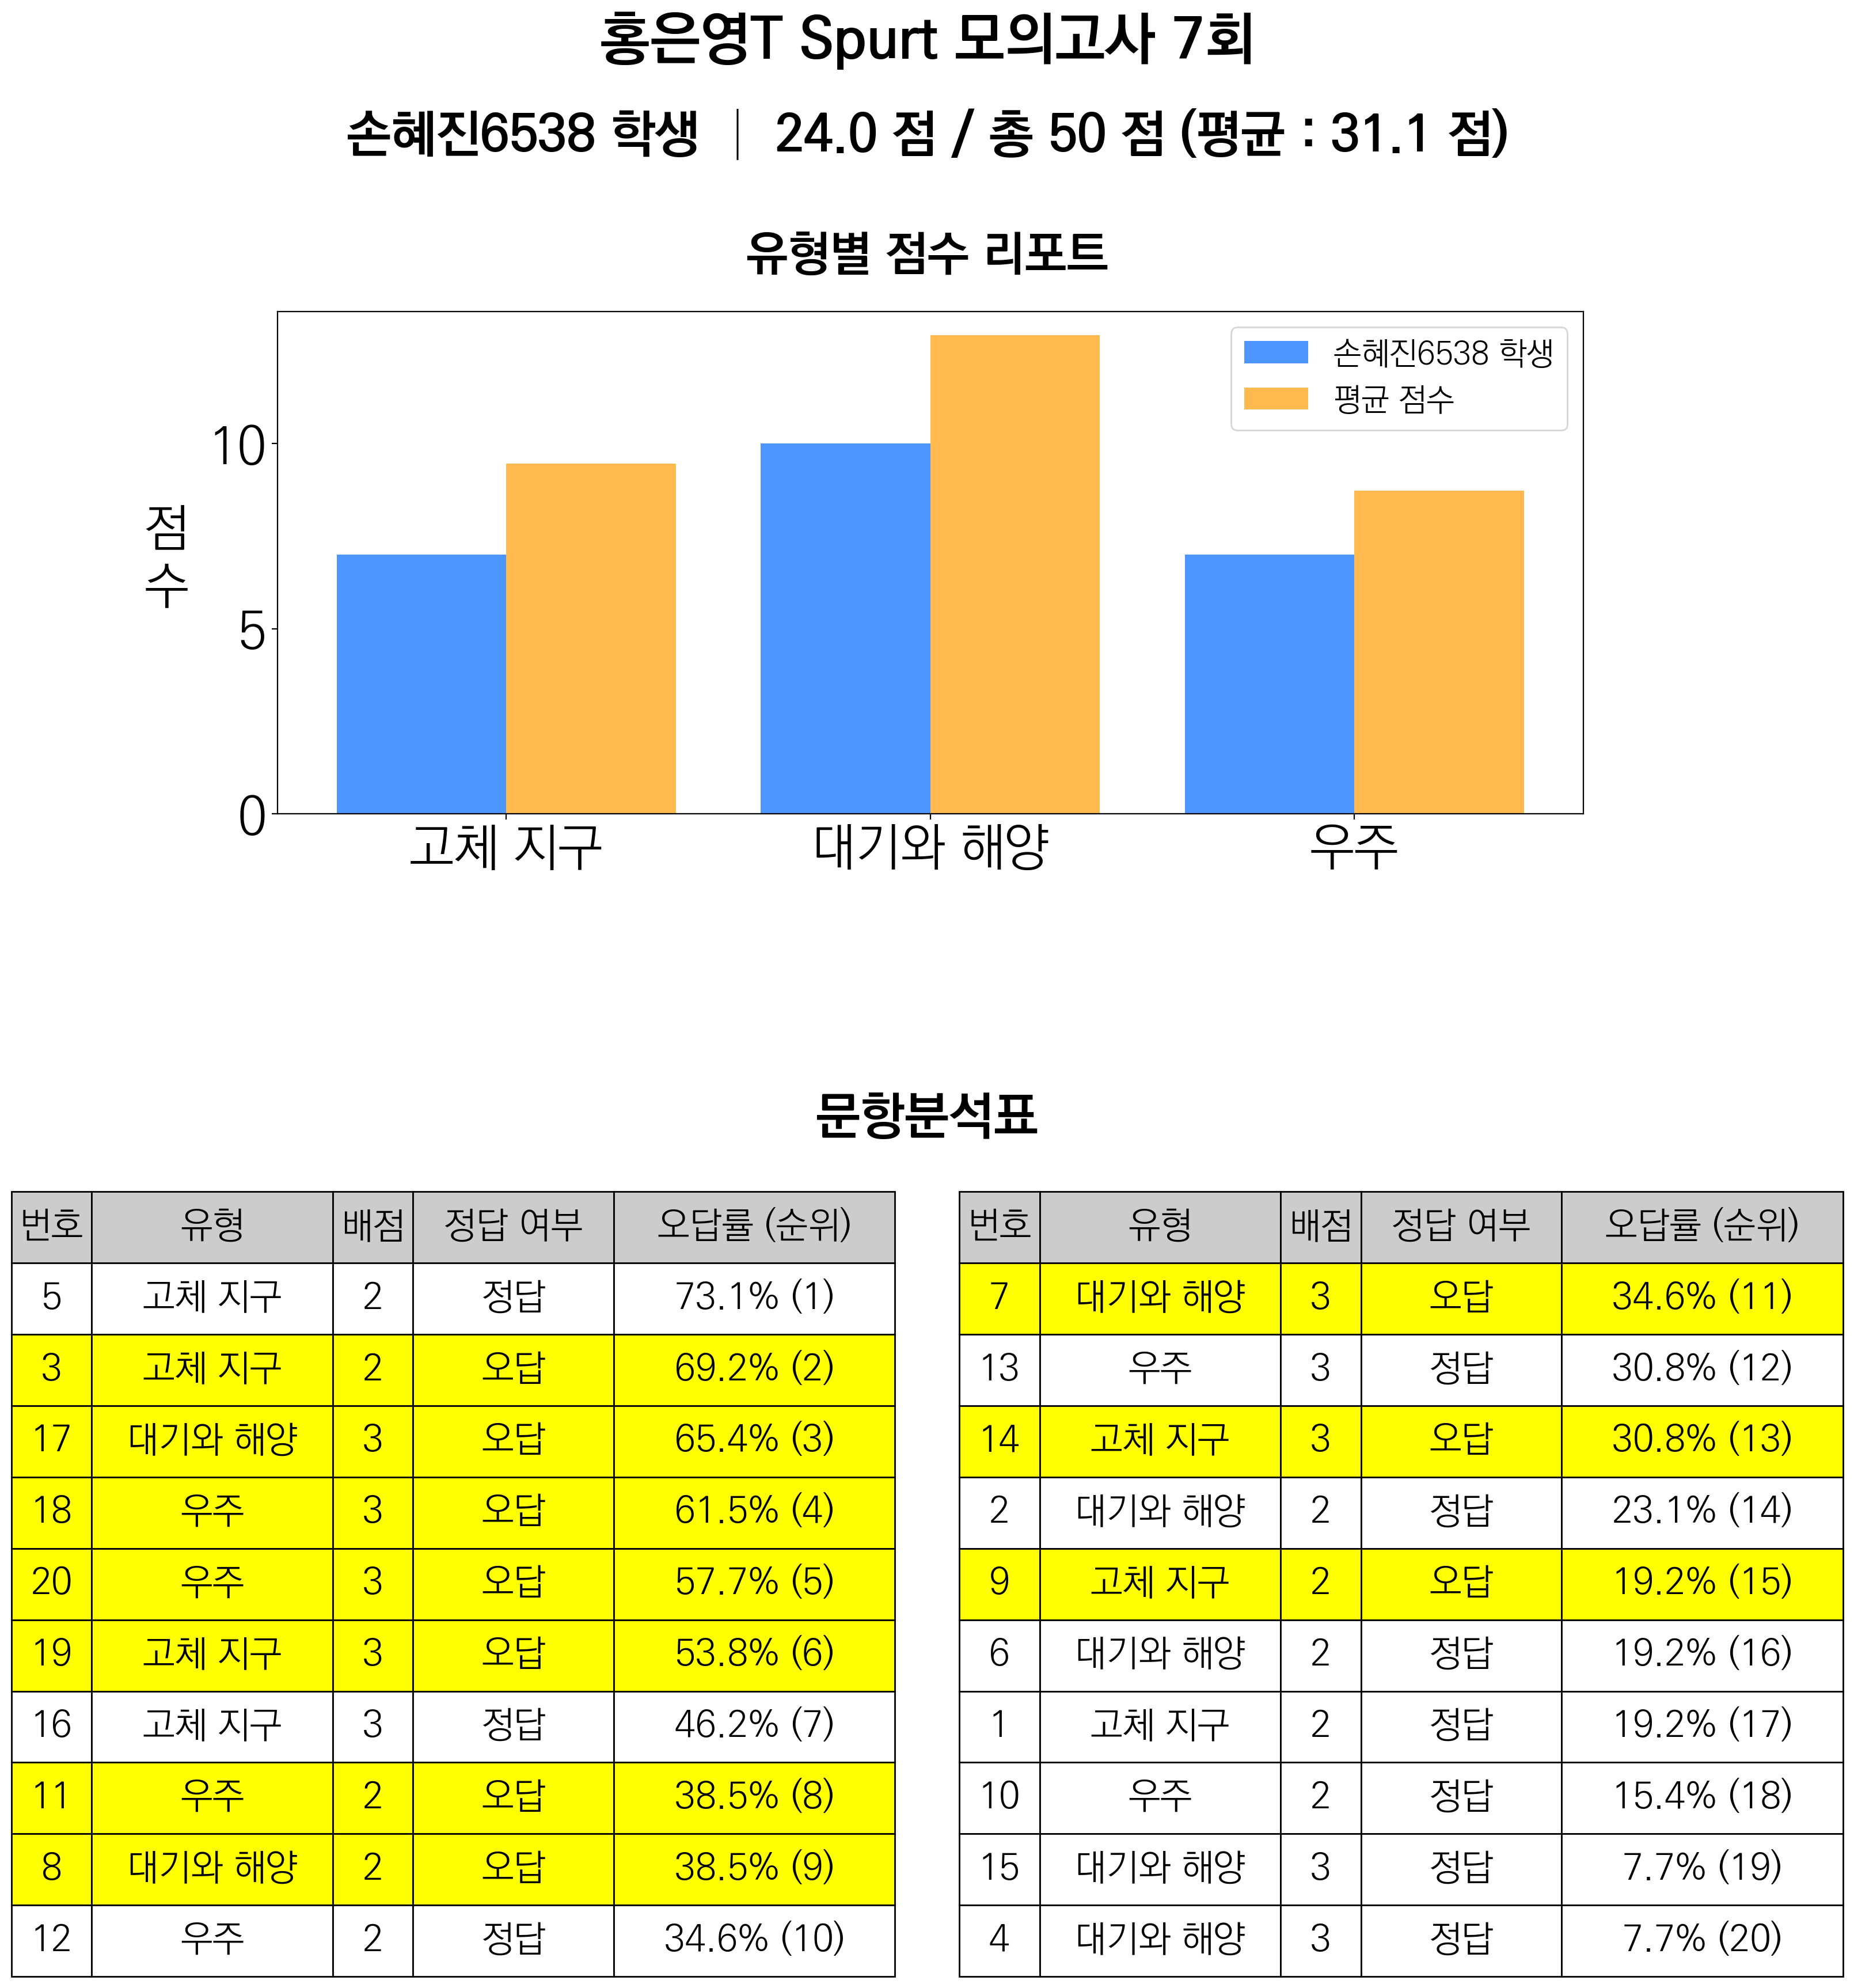 홍은영T Spurt 모의고사 7회
손혜진6538 학생 │ 24.0 점 / 총 50 점 (평균 : 31.1 점)
유형별 점수 리포트
손혜진6538 학생
평균 점수
점
수
10
5
0
고체 지구
대기와 해양
우주
문항분석표
번호 유형 배점 정답 여부 오답률 (순위)
5 고체 지구 2 정답 73.1% (1)
3 고체 지구 2 오답 69.2% (2)
17 대기와 해양 3 오답 65.4% (3)
18 우주 3 오답 61.5% (4)
20 우주 3 오답 57.7% (5)
19 고체 지구 3 오답 53.8% (6)
16 고체 지구 3 정답 46.2% (7)
11 우주 2 오답 38.5% (8)
8 대기와 해양 2 오답 38.5% (9)
12 우주 2 정답 34.6% (10)
번호 유형 배점 정답 여부 오답률 (순위)
7 대기와 해양 3 오답 34.6% (11)
13 우주 3 정답 30.8% (12)
14 고체 지구 3 오답 30.8% (13)
2 대기와 해양 2 정답 23.1% (14)
9 고체 지구 2 오답 19.2% (15)
6 대기와 해양 2 정답 19.2% (16)
1 고체 지구 2 정답 19.2% (17)
10 우주 2 정답 15.4% (18)
15 대기와 해양 3 정답 7.7% (19)
4 대기와 해양 3 정답 7.7% (20)